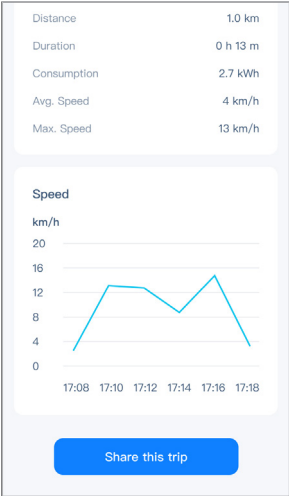 Distance 1.0 km
Duration 0 h 13 m
Consumption 2.7 kWh
Avg. Speed 4 km/h
Max. Speed 13 km/h
Speed
km/h
20
16
12
8
4
0
17:08 17:10 17:12 17:14 17:16 17:18
Share this trip